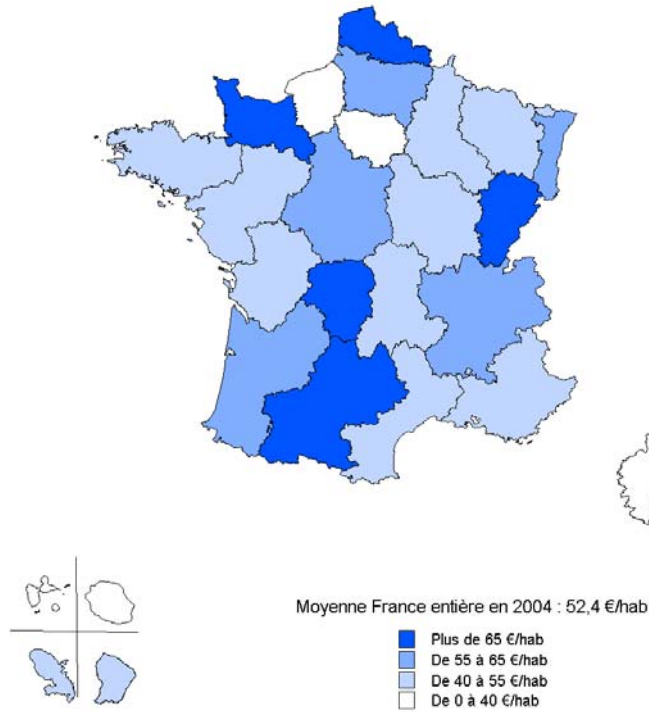 Moyenne France entière en 2004 : 52,4 €/hab
Plus de 65 €/hab
De 55 à 65 €/hab
De 40 à 55 €/hab
De 0 à 40 €/hab